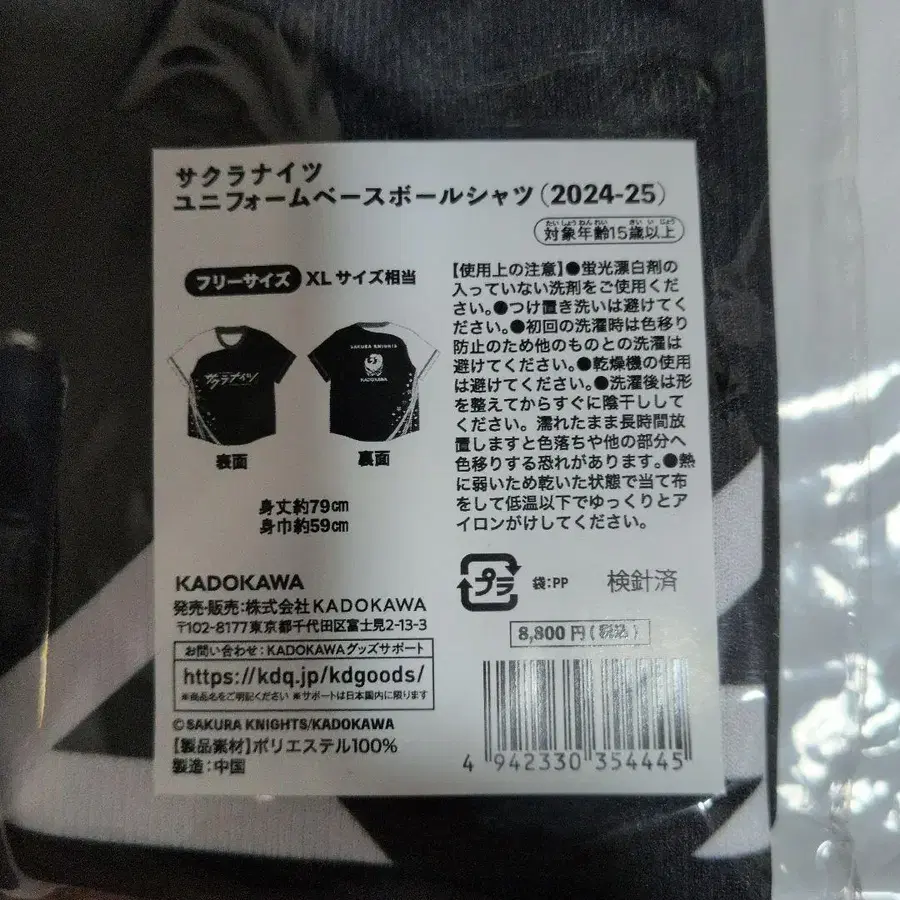 サクラナイツ
ユニフォームベースボールシャツ(2024-25)
対象年齢15歳以上
たいしょうねんれい さい いじょう
フリーサイズ XLサイズ相当
サクラナイツ
SAKURA KNIGHTS
KADOKAWA
表面
裏面
身丈約79cm
身巾約59cm
【使用上の注意】●蛍光漂白剤の
入っていない洗剤をご使用くだ
さい。●つけ置き洗いは避けてく
ださい。●初回の洗濯時は色移り
防止のため他のものとの洗濯は
避けてください。●乾燥機の使用
は避けてください。●洗濯後は形
を整えてからすぐに陰干しして
ください。濡れたまま長時間放
置しますと色落ちや他の部分へ
色移りする恐れがあります。●熱
に弱いため乾いた状態で当て布
をして低温以下でゆっくりとア
イロンがけしてください。
KADOKAWA
発売・販売:株式会社KADOKAWA
〒102-8177東京都千代田区富士見2-13-3
お問い合わせ:KADOKAWAグッズサポート
https://kdq.jp/kdgoods/
※商品名をご明記ください ※サポートは日本国内に限ります
©SAKURA KNIGHTS/KADOKAWA
【製品素材】ポリエステル100%
製造:中国
プラ
袋:PP
検針済
8,800円(税込)
4 942330 354445